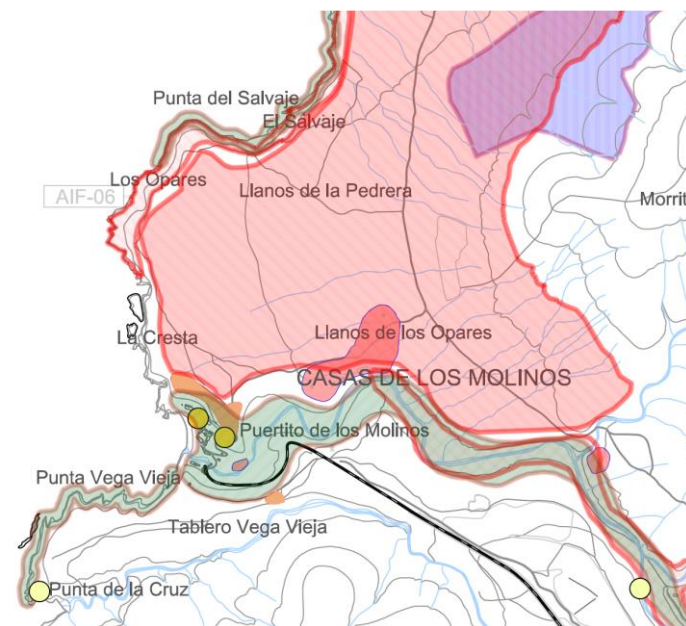 Punta del Salvaje
El Salvaje
Los Opares
AIF-06
Llanos de la Pedrera
Morrit
La Cresta
Llanos de los Opares
CASAS DE LOS MOLINOS
Puertito de los Molinos
Punta Vega Vieja
Tablero Vega Vieja
Punta de la Cruz